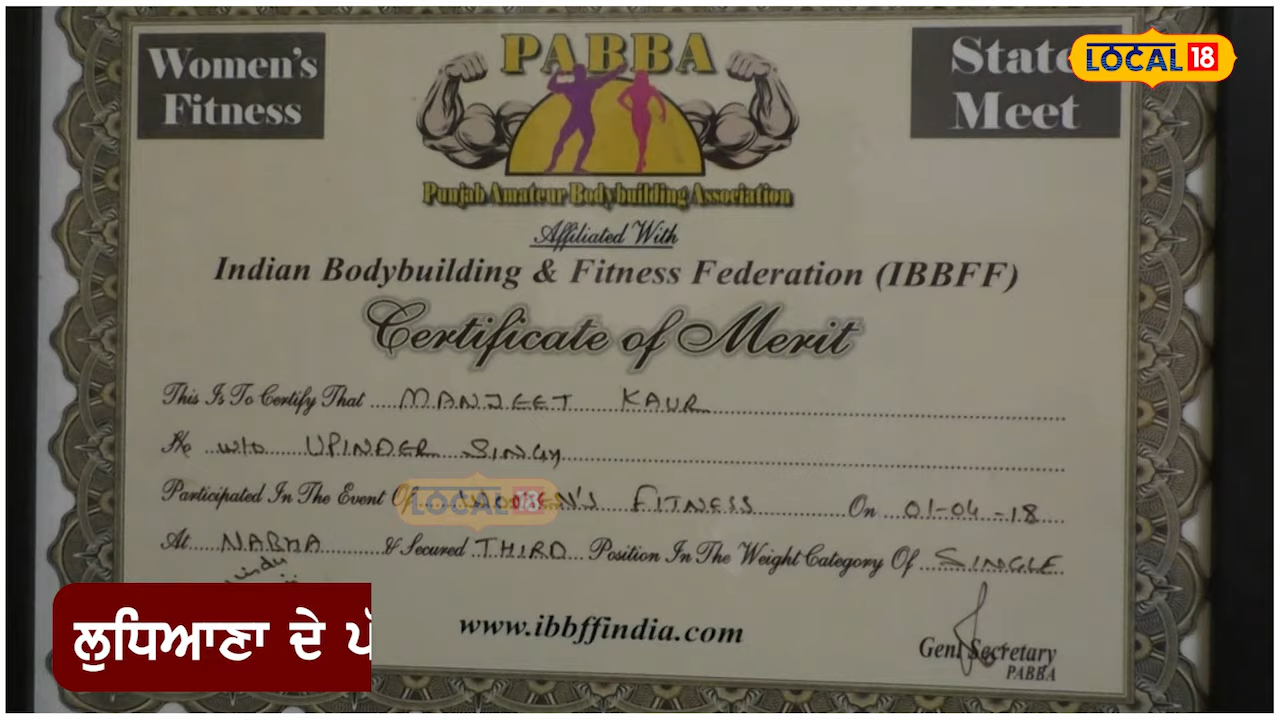 Women's
Fitness
PABBA
State
Meet
LOCAL 18
Punjab Amateur Bodybuilding Association
Affiliated With
Indian Bodybuilding & Fitness Federation (IBBFF)
Certificate of Merit
This Is To Certify That MANJEET KAUR
w/o UPINDER SINGH
Participated In The Event Of WOMEN'S FITNESS On 01-04-18
LOCAL 18
At NABHA & Secured THIRD Position In The Weight Category Of SINGLE
www.ibbffindia.com
Genl Secretary
PABBA
ਲੁਧਿਆਣਾ ਦੇ